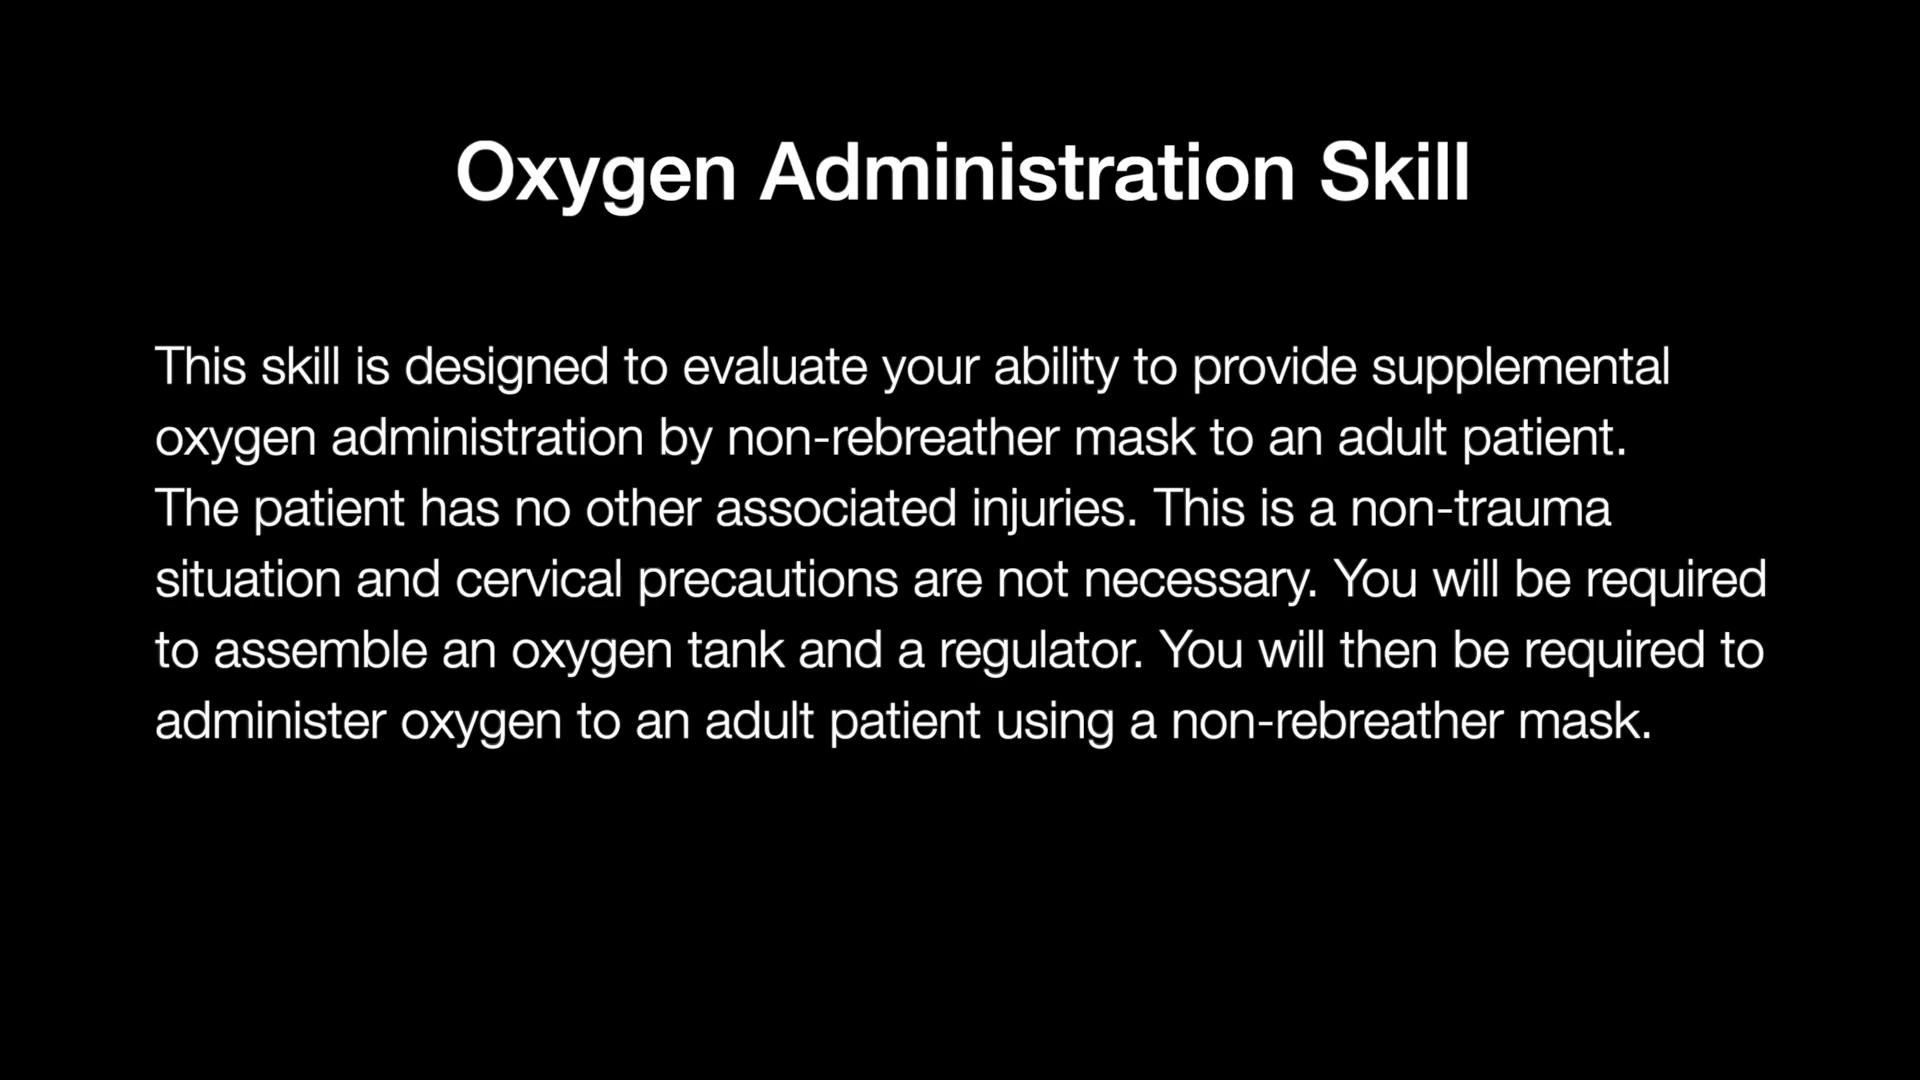 Oxygen Administration Skill
This skill is designed to evaluate your ability to provide supplemental
oxygen administration by non-rebreather mask to an adult patient.
The patient has no other associated injuries. This is a non-trauma
situation and cervical precautions are not necessary. You will be required
to assemble an oxygen tank and a regulator. You will then be required to
administer oxygen to an adult patient using a non-rebreather mask.